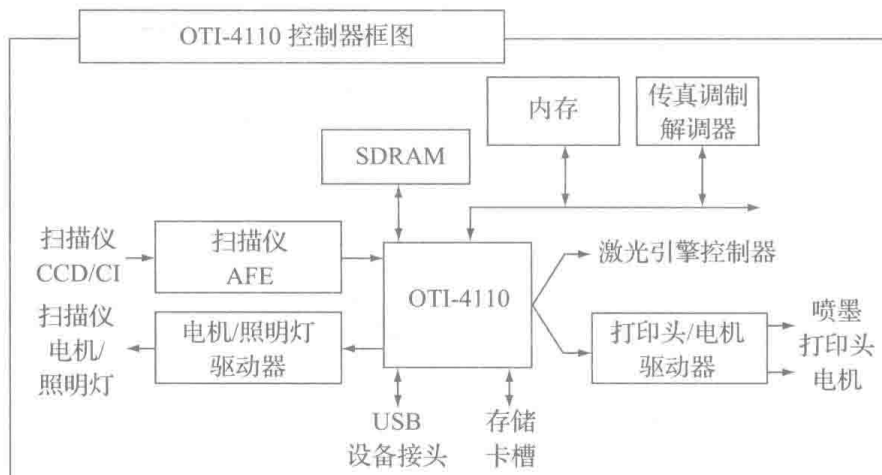 OTI-4110 控制器框图
内存
传真调制
解调器
SDRAM
扫描仪
CCD/CI
扫描仪
AFE
OTI-4110
激光引擎控制器
扫描仪
电机/
照明灯
电机/照明灯
驱动器
打印头/电机
驱动器
喷墨
打印头
电机
USB
设备接头
存储
卡槽